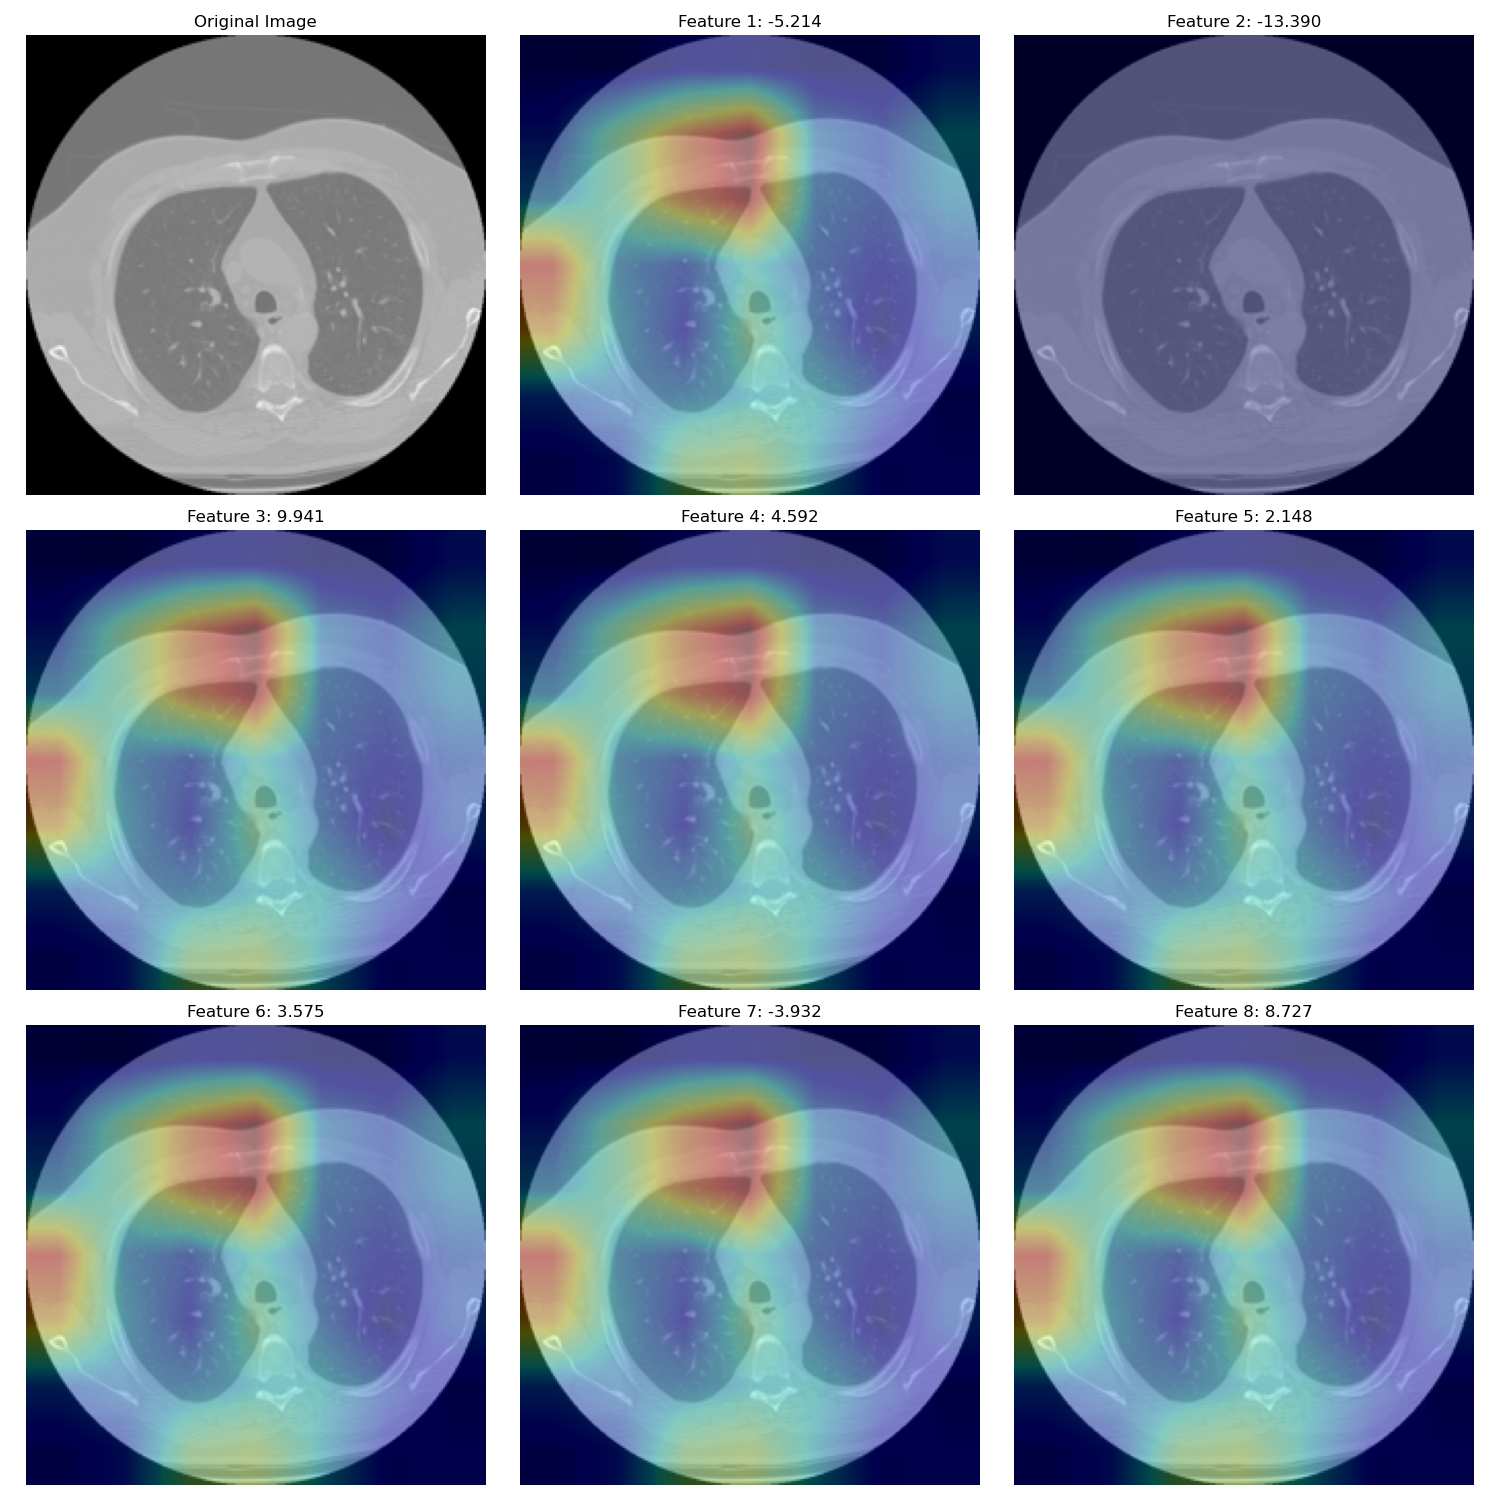 Original Image
Feature 1: -5.214
Feature 2: -13.390
Feature 3: 9.941
Feature 4: 4.592
Feature 5: 2.148
Feature 6: 3.575
Feature 7: -3.932
Feature 8: 8.727